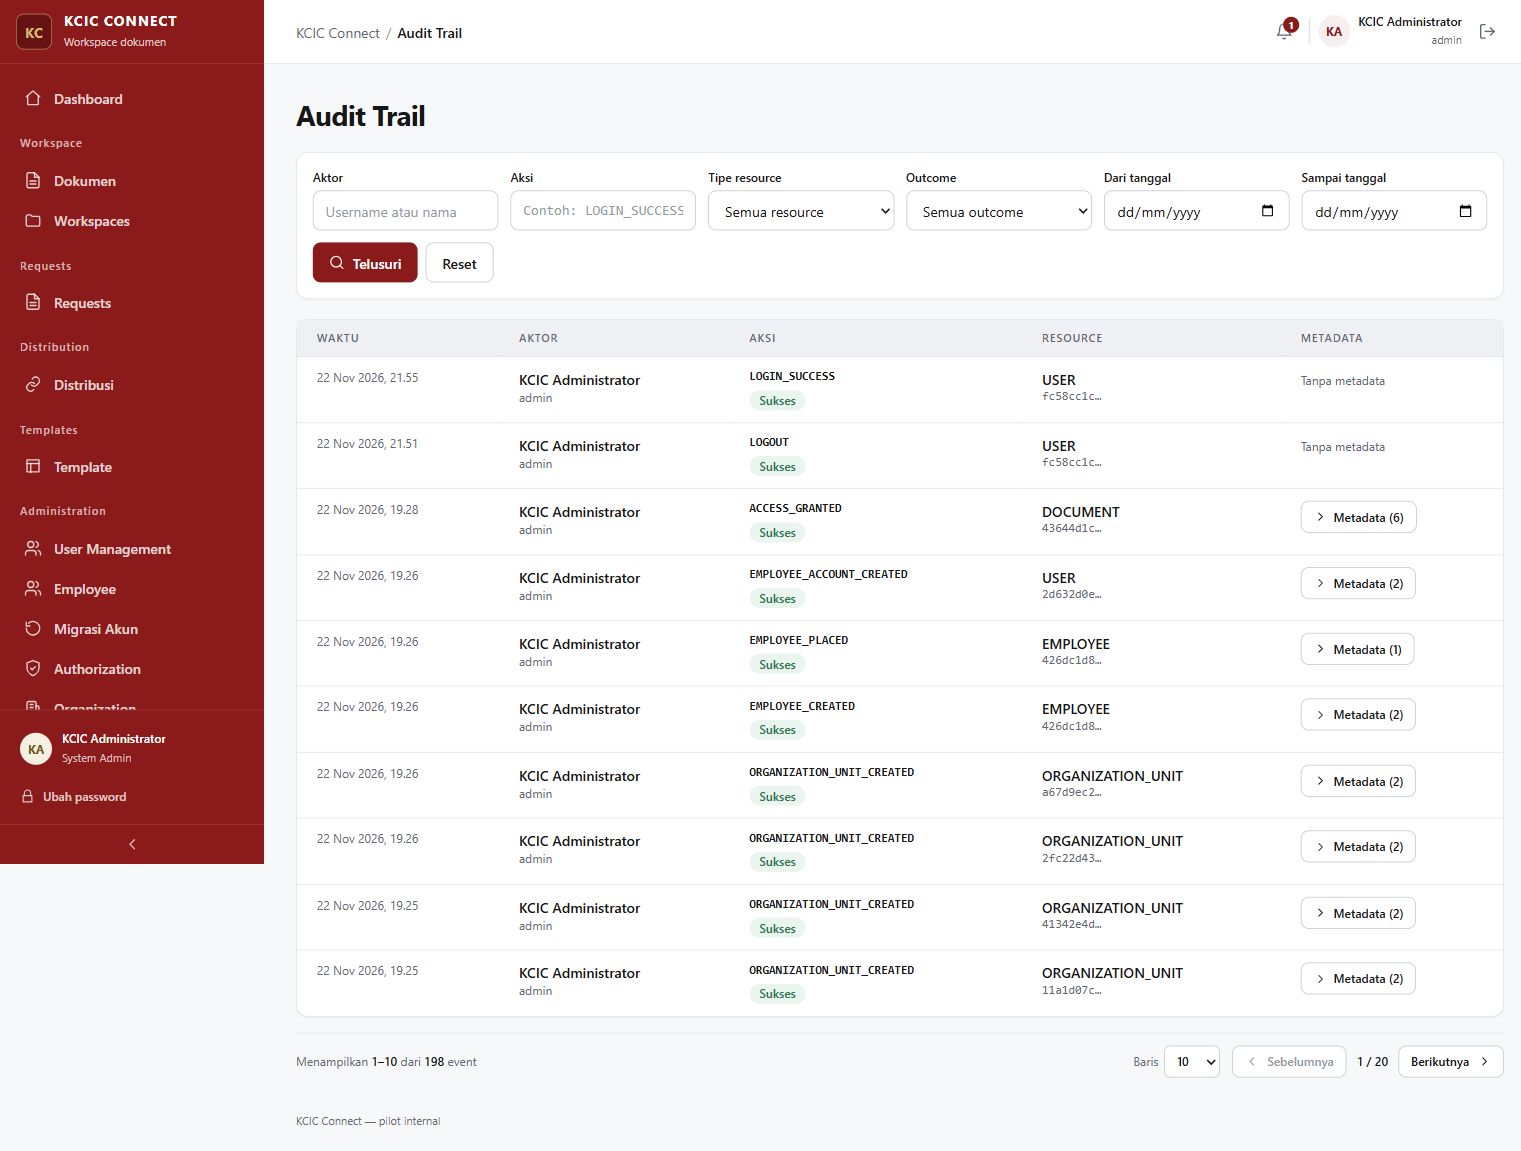 KC
KCIC CONNECT
Workspace dokumen
Dashboard
Workspace
Dokumen
Workspaces
Requests
Requests
Distribution
Distribusi
Templates
Template
Administration
User Management
Employee
Migrasi Akun
Authorization
Organization
KA
KCIC Administrator
System Admin
Ubah password
KCIC Connect / Audit Trail
1
KA
KCIC Administrator
admin
Audit Trail
Aktor Aksi Tipe resource Outcome Dari tanggal Sampai tanggal
Username atau nama Contoh: LOGIN_SUCCESS Semua resource Semua outcome dd/mm/yyyy dd/mm/yyyy
Telusuri Reset
WAKTU AKTOR AKSI RESOURCE METADATA
22 Nov 2026, 21.55 KCIC Administrator LOGIN_SUCCESS USER Tanpa metadata
admin Sukses fc58cc1c…
22 Nov 2026, 21.51 KCIC Administrator LOGOUT USER Tanpa metadata
admin Sukses fc58cc1c…
22 Nov 2026, 19.28 KCIC Administrator ACCESS_GRANTED DOCUMENT Metadata (6)
admin Sukses 43644d1c…
22 Nov 2026, 19.26 KCIC Administrator EMPLOYEE_ACCOUNT_CREATED USER Metadata (2)
admin Sukses 2d632d0e…
22 Nov 2026, 19.26 KCIC Administrator EMPLOYEE_PLACED EMPLOYEE Metadata (1)
admin Sukses 426dc1d8…
22 Nov 2026, 19.26 KCIC Administrator EMPLOYEE_CREATED EMPLOYEE Metadata (2)
admin Sukses 426dc1d8…
22 Nov 2026, 19.26 KCIC Administrator ORGANIZATION_UNIT_CREATED ORGANIZATION_UNIT Metadata (2)
admin Sukses a67d9ec2…
22 Nov 2026, 19.26 KCIC Administrator ORGANIZATION_UNIT_CREATED ORGANIZATION_UNIT Metadata (2)
admin Sukses 2fc22d43…
22 Nov 2026, 19.25 KCIC Administrator ORGANIZATION_UNIT_CREATED ORGANIZATION_UNIT Metadata (2)
admin Sukses 41342e4d…
22 Nov 2026, 19.25 KCIC Administrator ORGANIZATION_UNIT_CREATED ORGANIZATION_UNIT Metadata (2)
admin Sukses 11a1d07c…
Menampilkan 1–10 dari 198 event Baris 10 Sebelumnya 1 / 20 Berikutnya
KCIC Connect — pilot internal